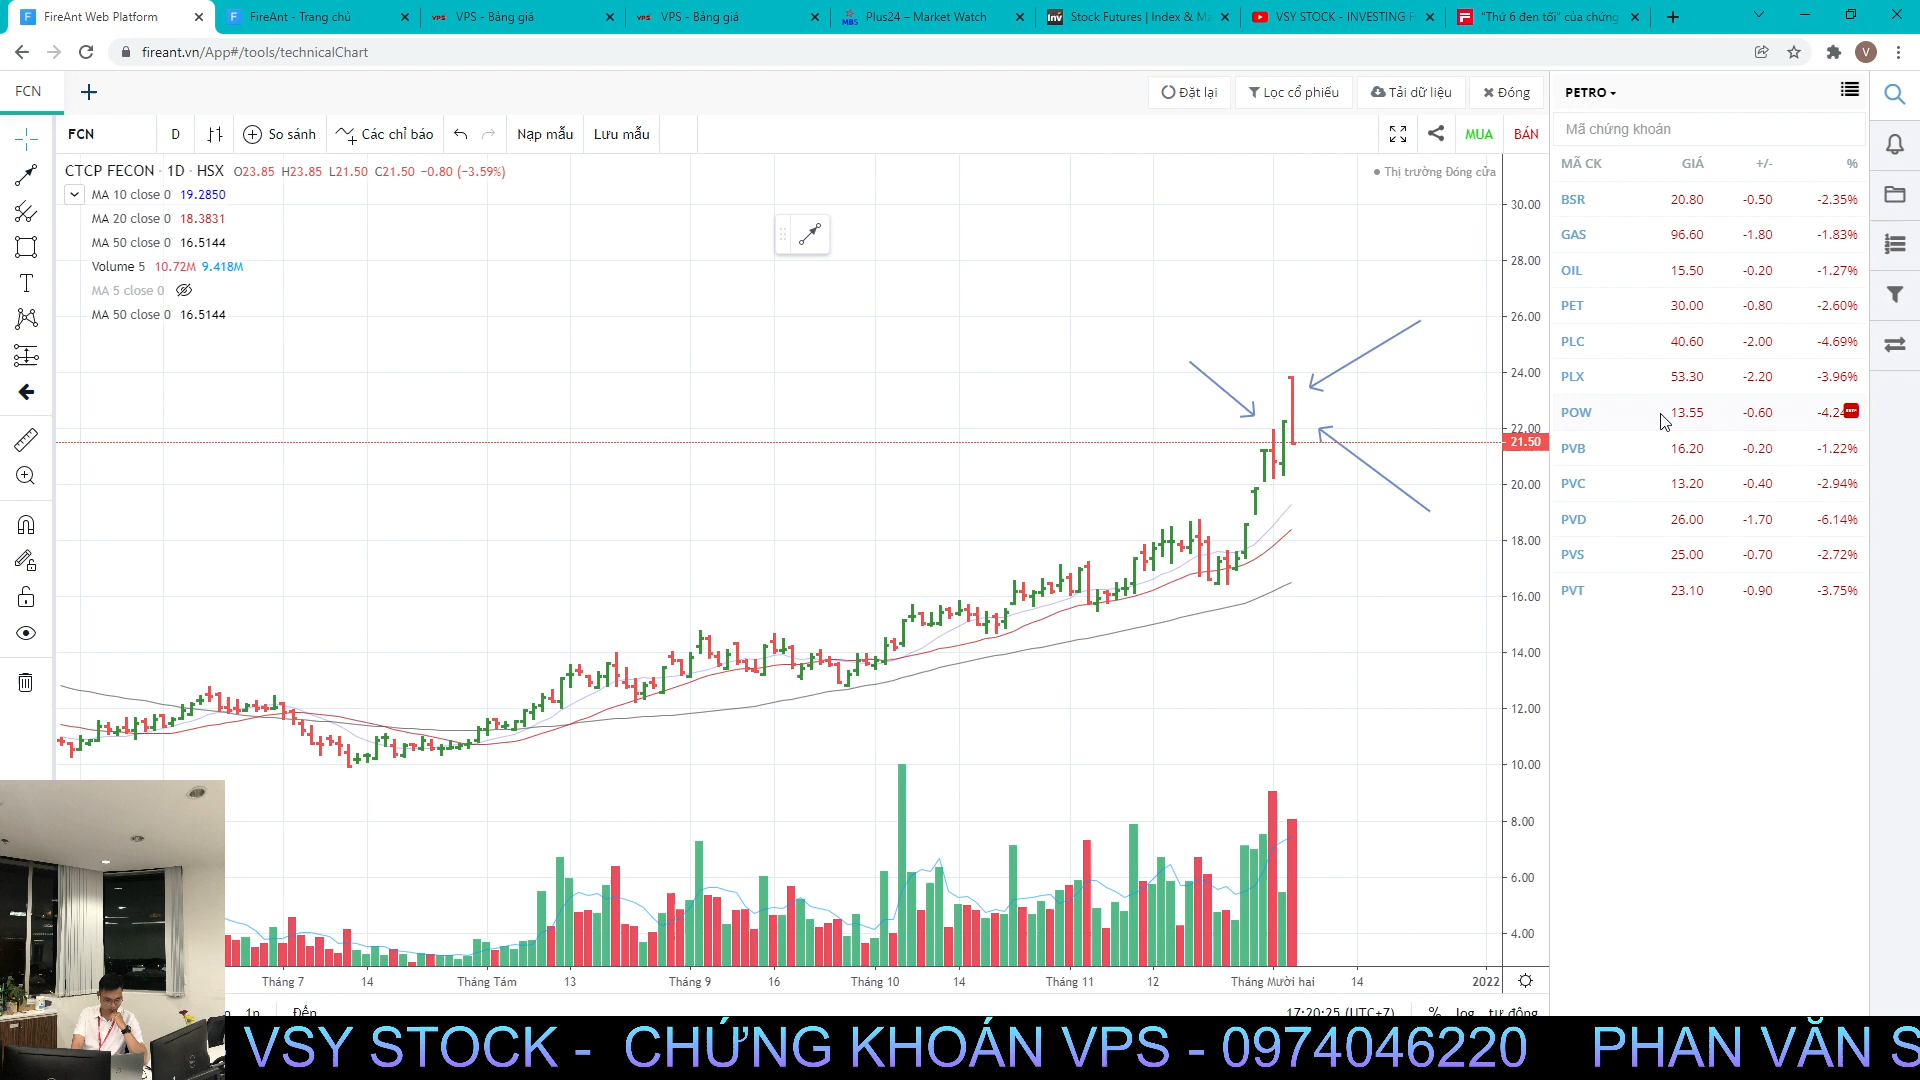 FireAnt Web Platform
FireAnt - Trang chủ
VPS - Bảng giá
VPS - Bảng giá
Plus24 – Market Watch
Stock Futures | Index & Ma
VSY STOCK - INVESTING F
"Thứ 6 đen tối" của chứng
fireant.vn/App#/tools/technicalChart
V
FCN
Đặt lại
Lọc cổ phiếu
Tải dữ liệu
Đóng
PETRO
FCN
D
So sánh
Các chỉ báo
Nạp mẫu
Lưu mẫu
MUA
BÁN
Mã chứng khoán
CTCP FECON · 1D · HSX O23.85 H23.85 L21.50 C21.50 −0.80 (−3.59%)
Thị trường Đóng cửa
MA 10 close 0 19.2850
MA 20 close 0 18.3831
MA 50 close 0 16.5144
Volume 5 10.72M 9.418M
MA 5 close 0
MA 50 close 0 16.5144
30.00
28.00
26.00
24.00
22.00
21.50
20.00
18.00
16.00
14.00
12.00
10.00
8.00
6.00
4.00
MÃ CK GIÁ +/- %
BSR 20.80 -0.50 -2.35%
GAS 96.60 -1.80 -1.83%
OIL 15.50 -0.20 -1.27%
PET 30.00 -0.80 -2.60%
PLC 40.60 -2.00 -4.69%
PLX 53.30 -2.20 -3.96%
POW 13.55 -0.60 -4.24
PVB 16.20 -0.20 -1.22%
PVC 13.20 -0.40 -2.94%
PVD 26.00 -1.70 -6.14%
PVS 25.00 -0.70 -2.72%
PVT 23.10 -0.90 -3.75%
Tháng 7 14 Tháng Tám 13 Tháng 9 16 Tháng 10 14 Tháng 11 12 Tháng Mười hai 14 2022
1n Đến 17:20:25 (UTC+7) % log tự động
VSY STOCK - CHỨNG KHOÁN VPS - 0974046220 PHAN VĂN S